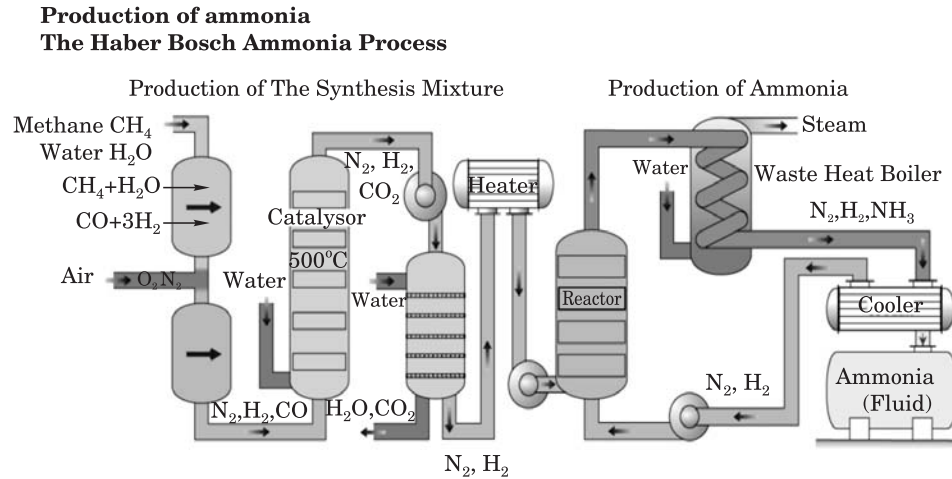 Production of ammonia
The Haber Bosch Ammonia Process
Production of The Synthesis Mixture
Production of Ammonia
Methane CH₄
Water H₂O
CH₄+H₂O
CO+3H₂
Air
O₂N₂
Water
N₂,H₂,CO
Catalysor
500°C
N₂, H₂,
CO₂
Water
H₂O,CO₂
N₂, H₂
Heater
Reactor
Water
Steam
Waste Heat Boiler
N₂,H₂,NH₃
Cooler
N₂, H₂
Ammonia
(Fluid)